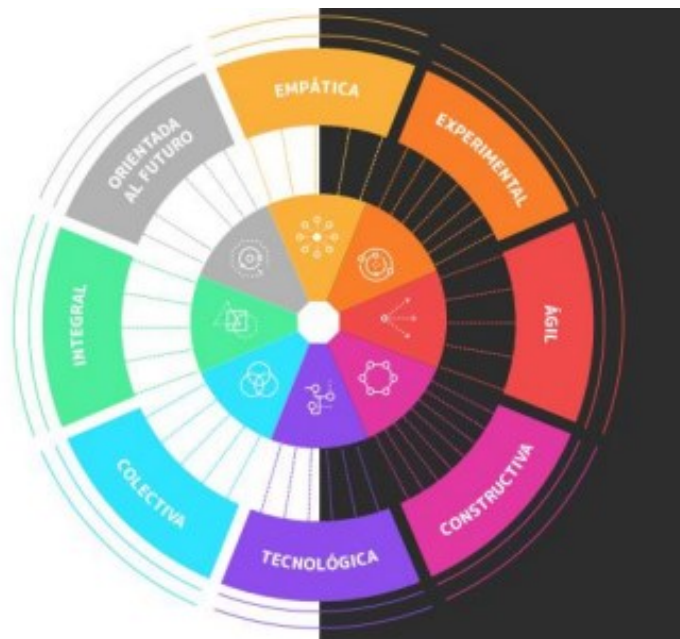 EMPÁTICA
EXPERIMENTAL
ÁGIL
CONSTRUCTIVA
TECNOLÓGICA
COLECTIVA
INTEGRAL
ORIENTADA
AL FUTURO